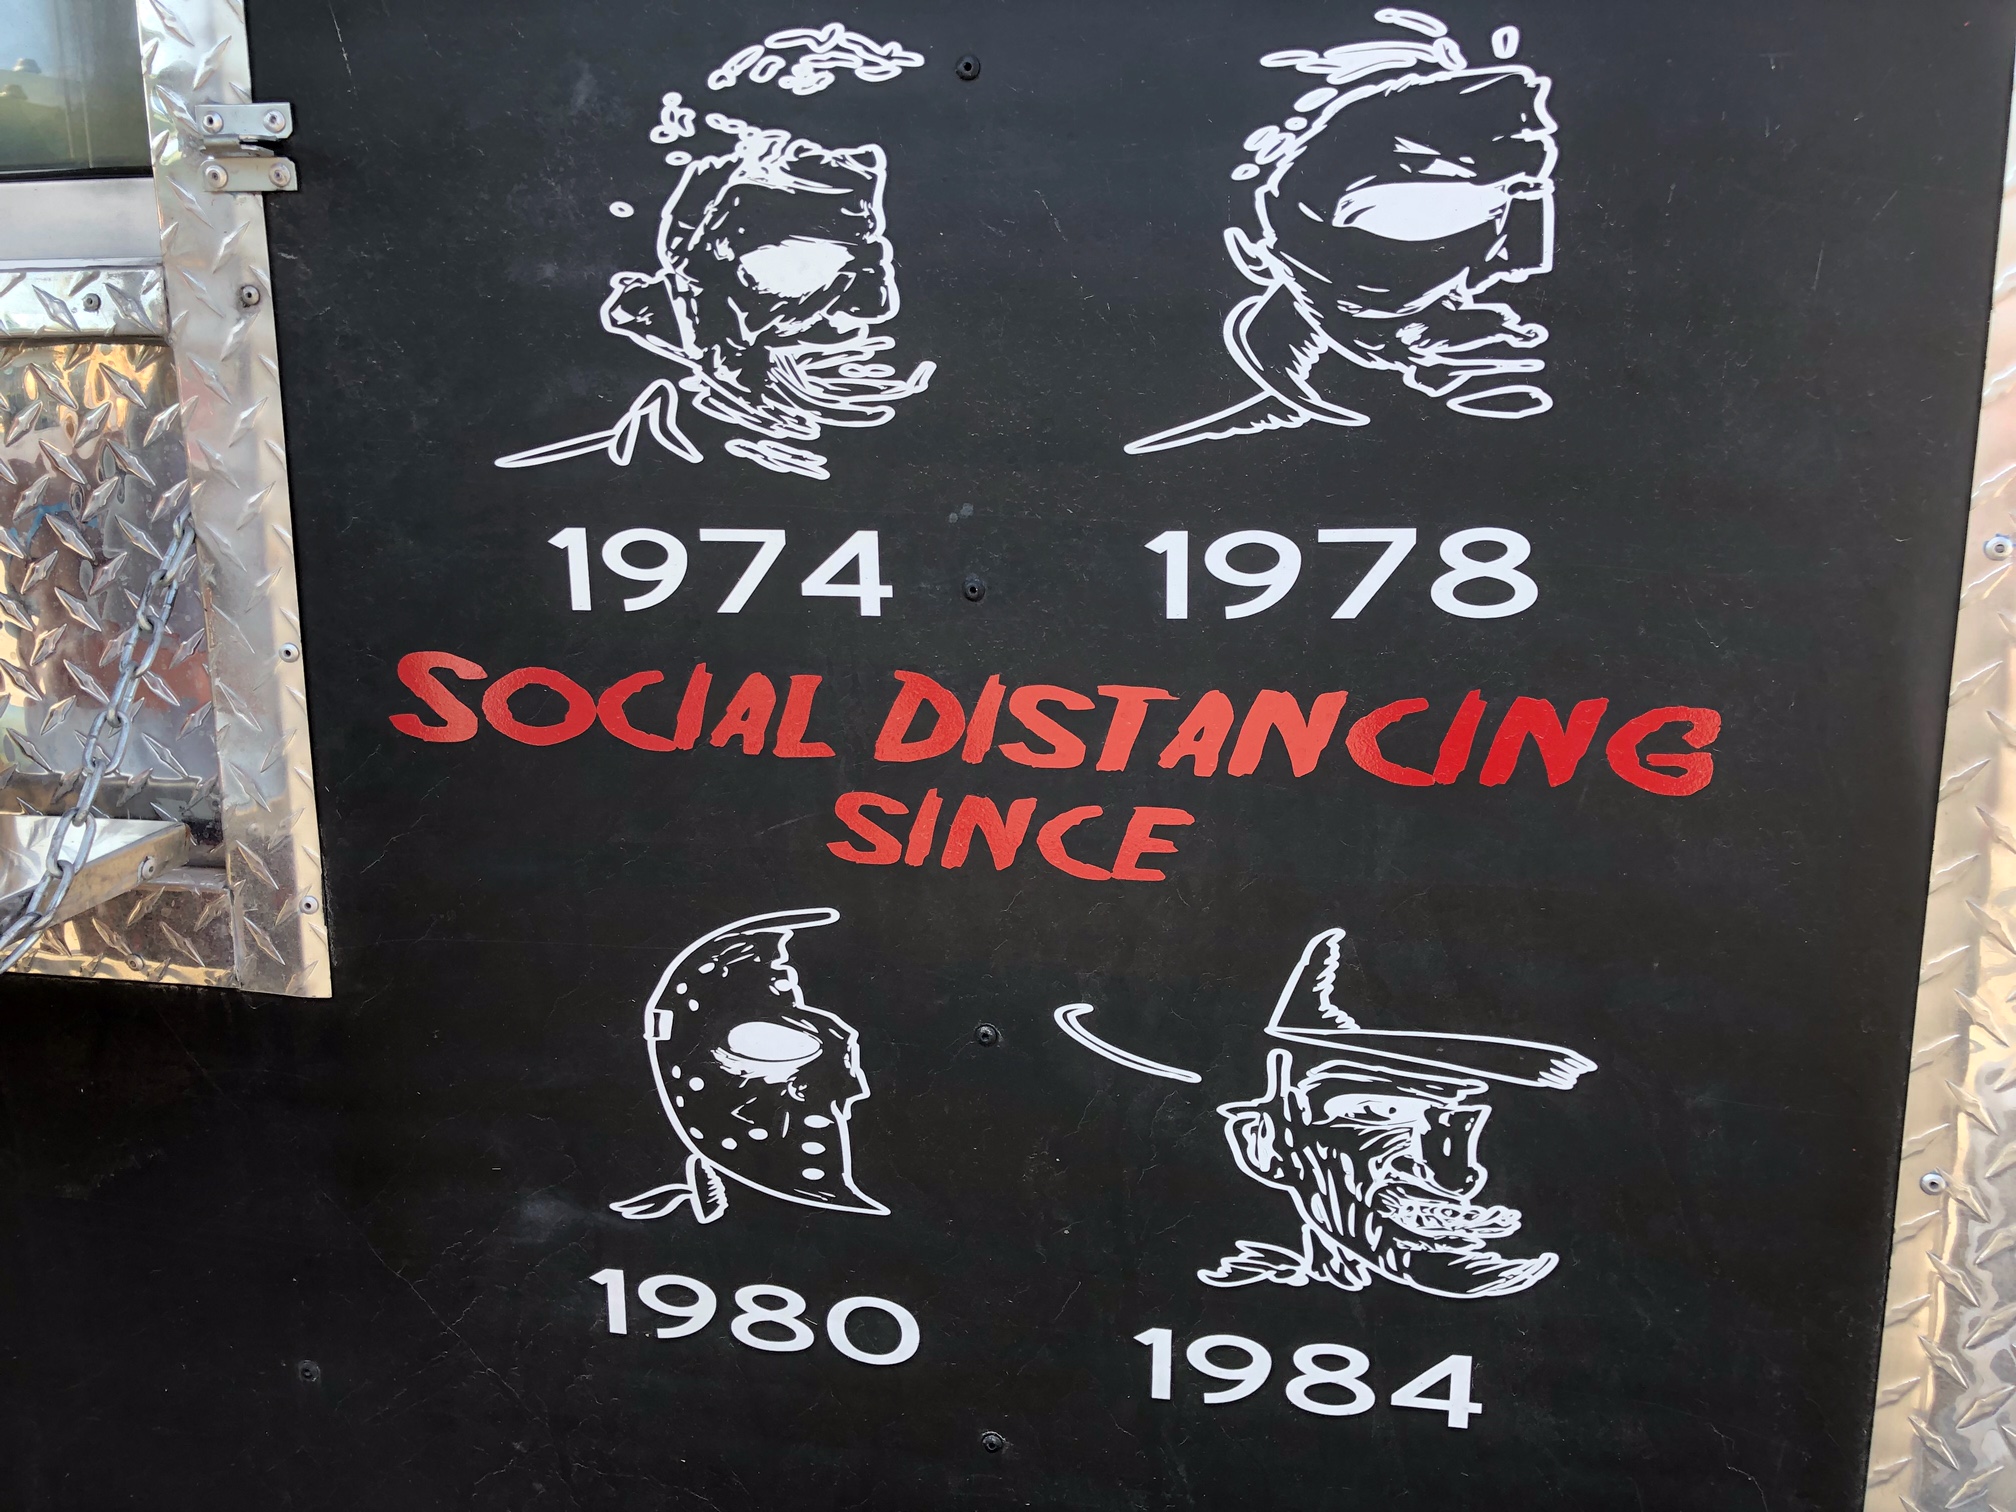 1974 1978
SOCIAL DISTANCING
SINCE
1980 1984